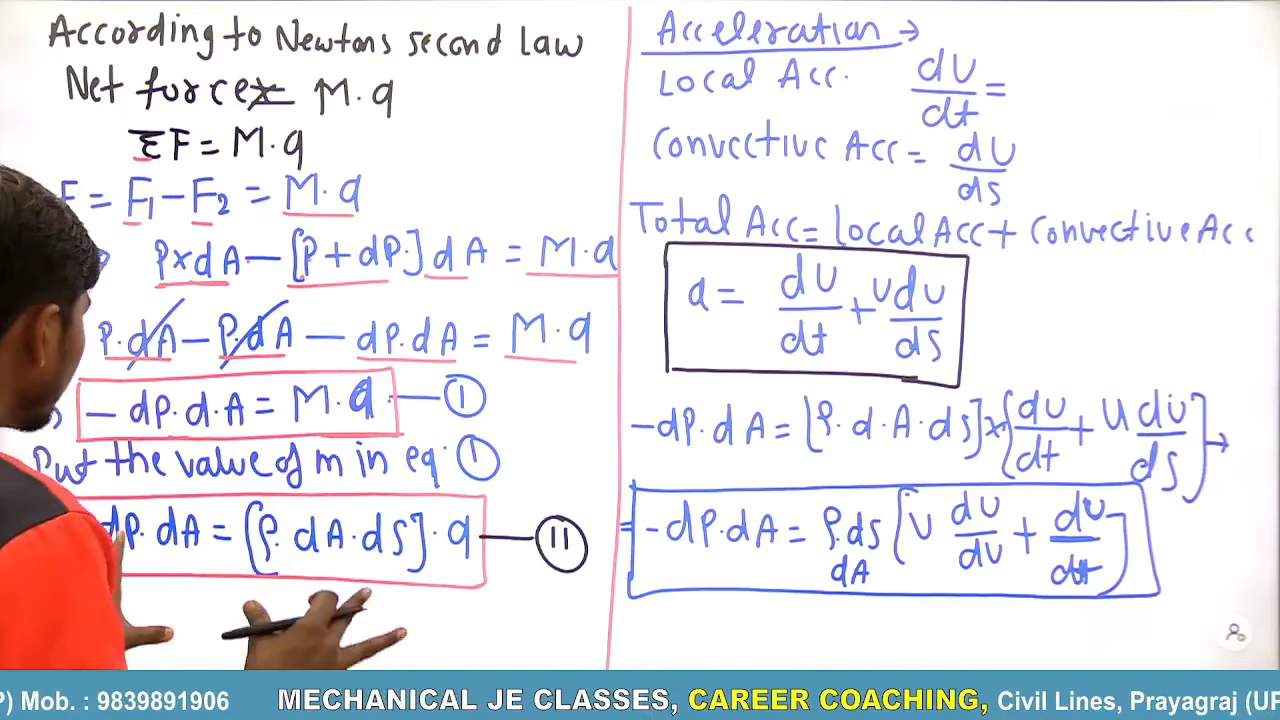 According to Newtons second law
Net force = M.a
ΣF = M.a
F = F₁ - F₂ = M.a
P×dA - [P + dP.] dA = M.a
P.dA - P.dA - dP.dA = M.a
- dP.d.A = M.a — ①
Put the value of m in eq. ①
dP.dA = [ρ. dA.ds].a — ⑪
Acceleration →
Local Acc. dU/dt =
Convective Acc = dU/ds
Total Acc = Local Acc + Convective Acc
a = dU/dt + U dU/ds
-dP.dA = [ρ.d.A.ds] × [dU/dt + U dU/ds] →
= -dP.dA = ρ.ds dA [U dU/dU + dU/dt]
P) Mob. : 9839891906 MECHANICAL JE CLASSES, CAREER COACHING, Civil Lines, Prayagraj (UP